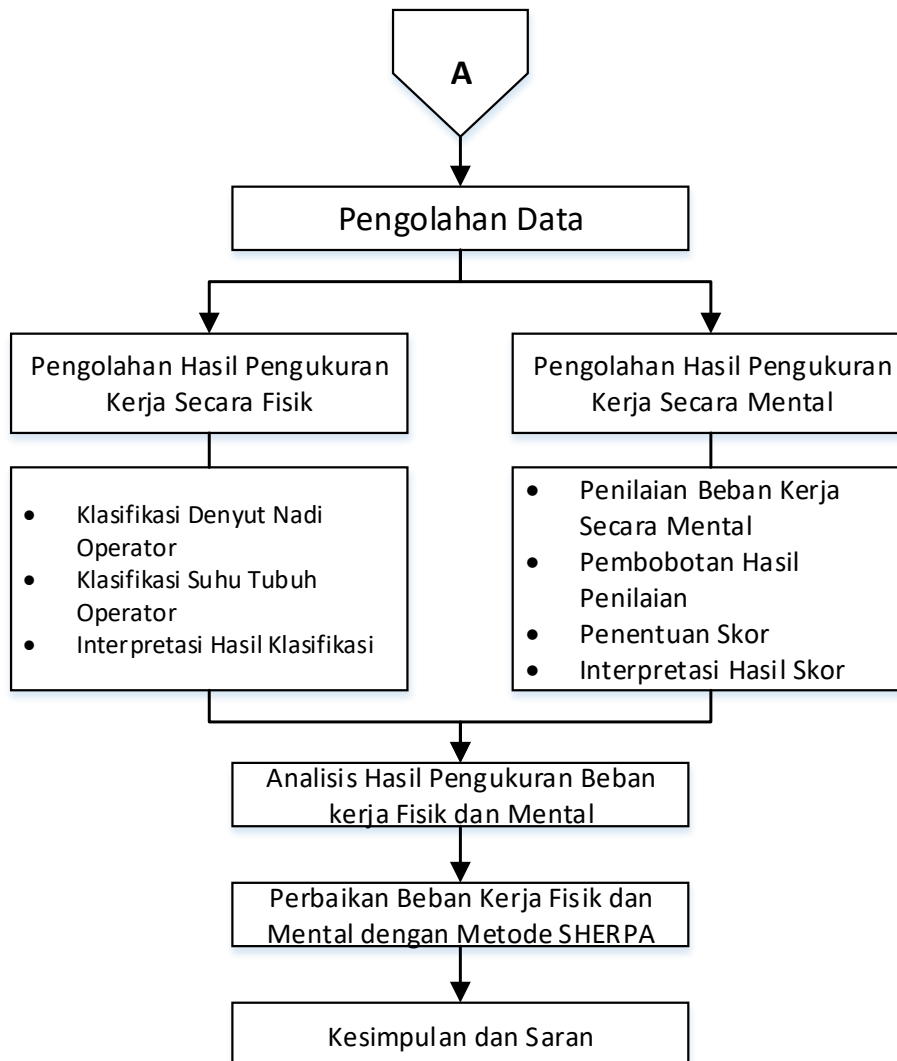 A
Pengolahan Data
Pengolahan Hasil Pengukuran
Kerja Secara Fisik
Pengolahan Hasil Pengukuran
Kerja Secara Mental
• Klasifikasi Denyut Nadi
Operator
• Klasifikasi Suhu Tubuh
Operator
• Interpretasi Hasil Klasifikasi
• Penilaian Beban Kerja
Secara Mental
• Pembobotan Hasil
Penilaian
• Penentuan Skor
• Interpretasi Hasil Skor
Analisis Hasil Pengukuran Beban
kerja Fisik dan Mental
Perbaikan Beban Kerja Fisik dan
Mental dengan Metode SHERPA
Kesimpulan dan Saran